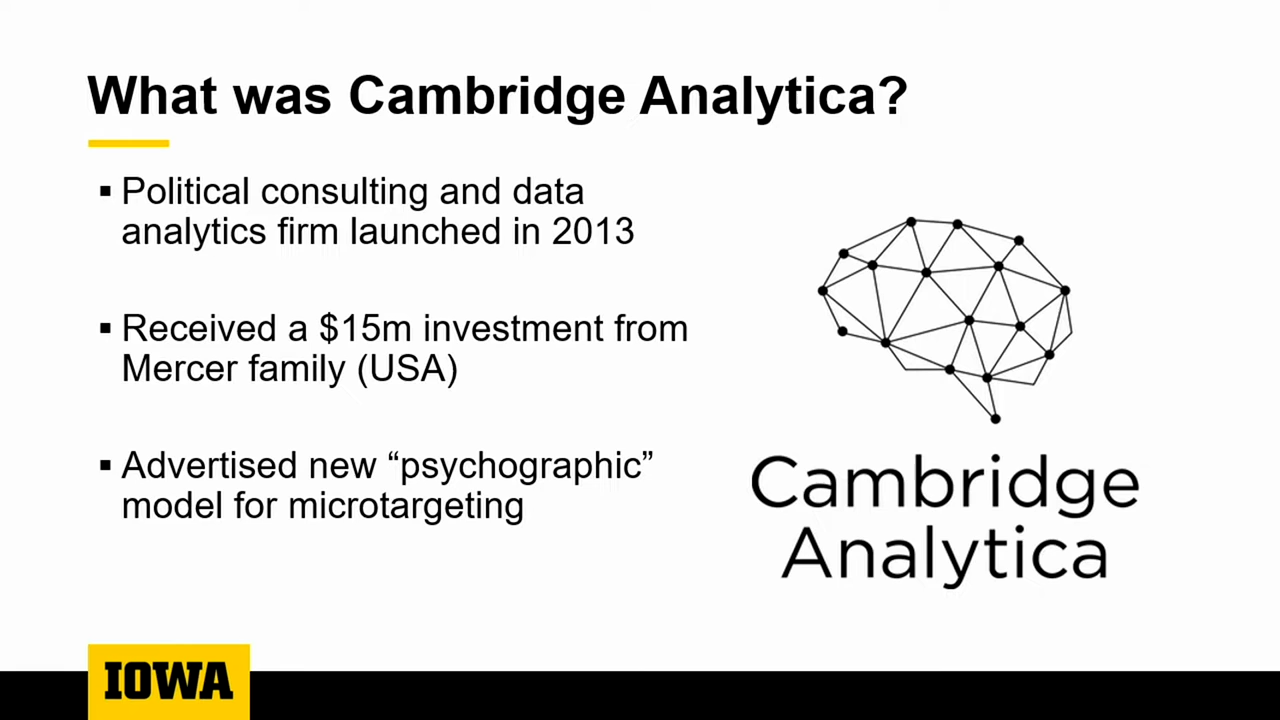 What was Cambridge Analytica?
▪ Political consulting and data
analytics firm launched in 2013
▪ Received a $15m investment from
Mercer family (USA)
▪ Advertised new “psychographic”
model for microtargeting
Cambridge
Analytica
IOWA